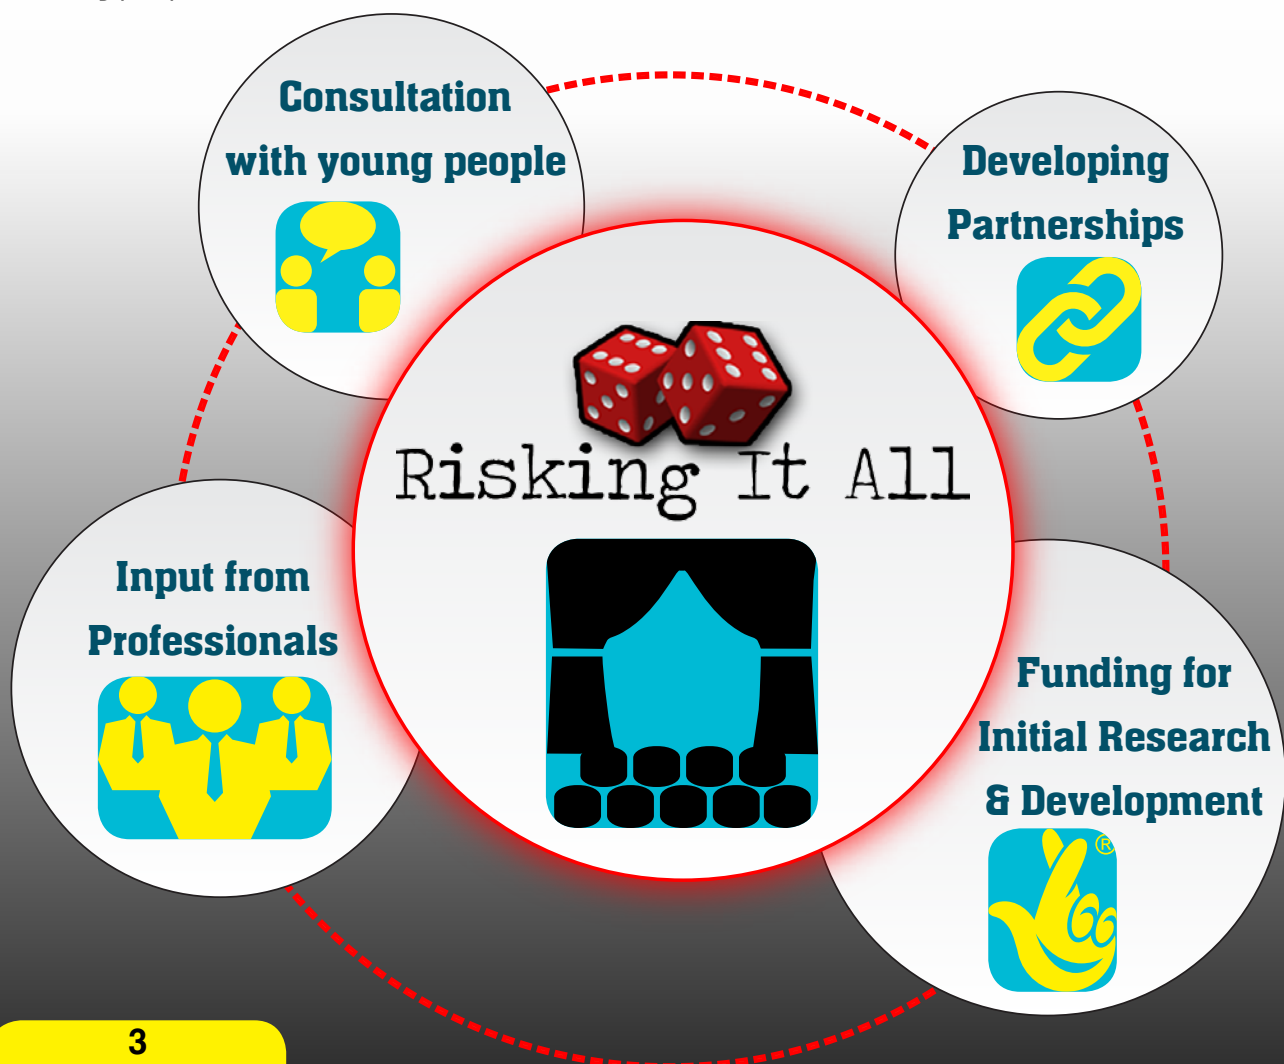 Consultation
with young people
Developing
Partnerships
Risking It All
Input from
Professionals
Funding for
Initial Research
& Development
®
3